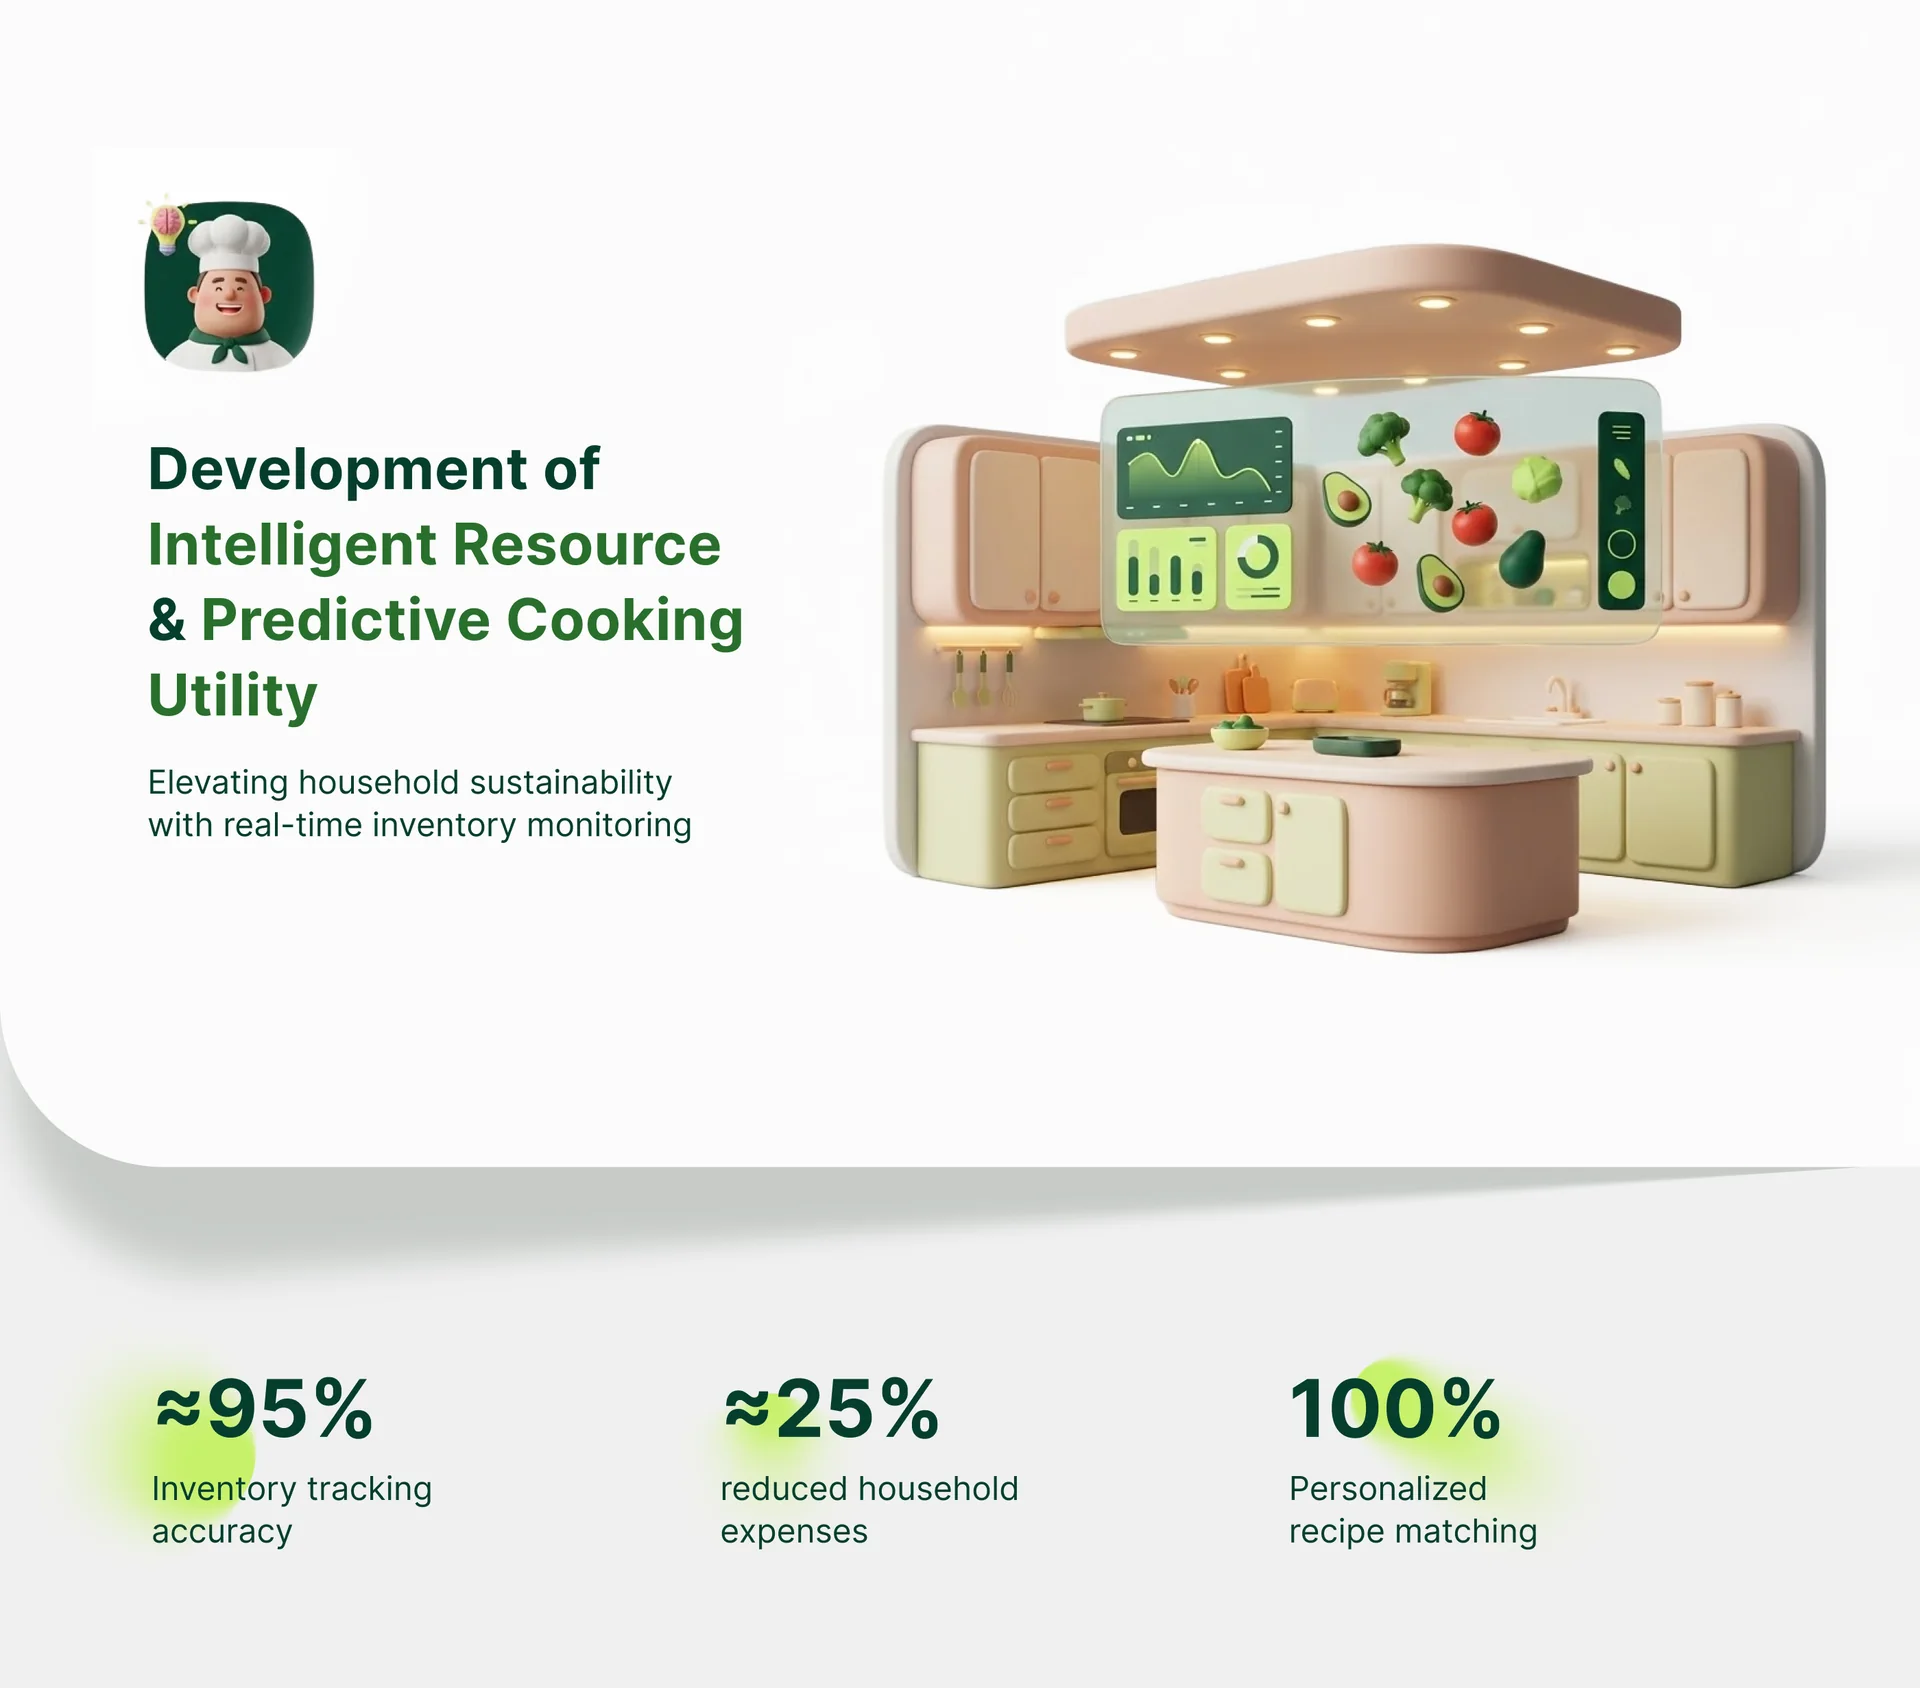 Development of
Intelligent Resource
& Predictive Cooking
Utility
Elevating household sustainability
with real-time inventory monitoring
≈95%
Inventory tracking
accuracy
≈25%
reduced household
expenses
100%
Personalized
recipe matching